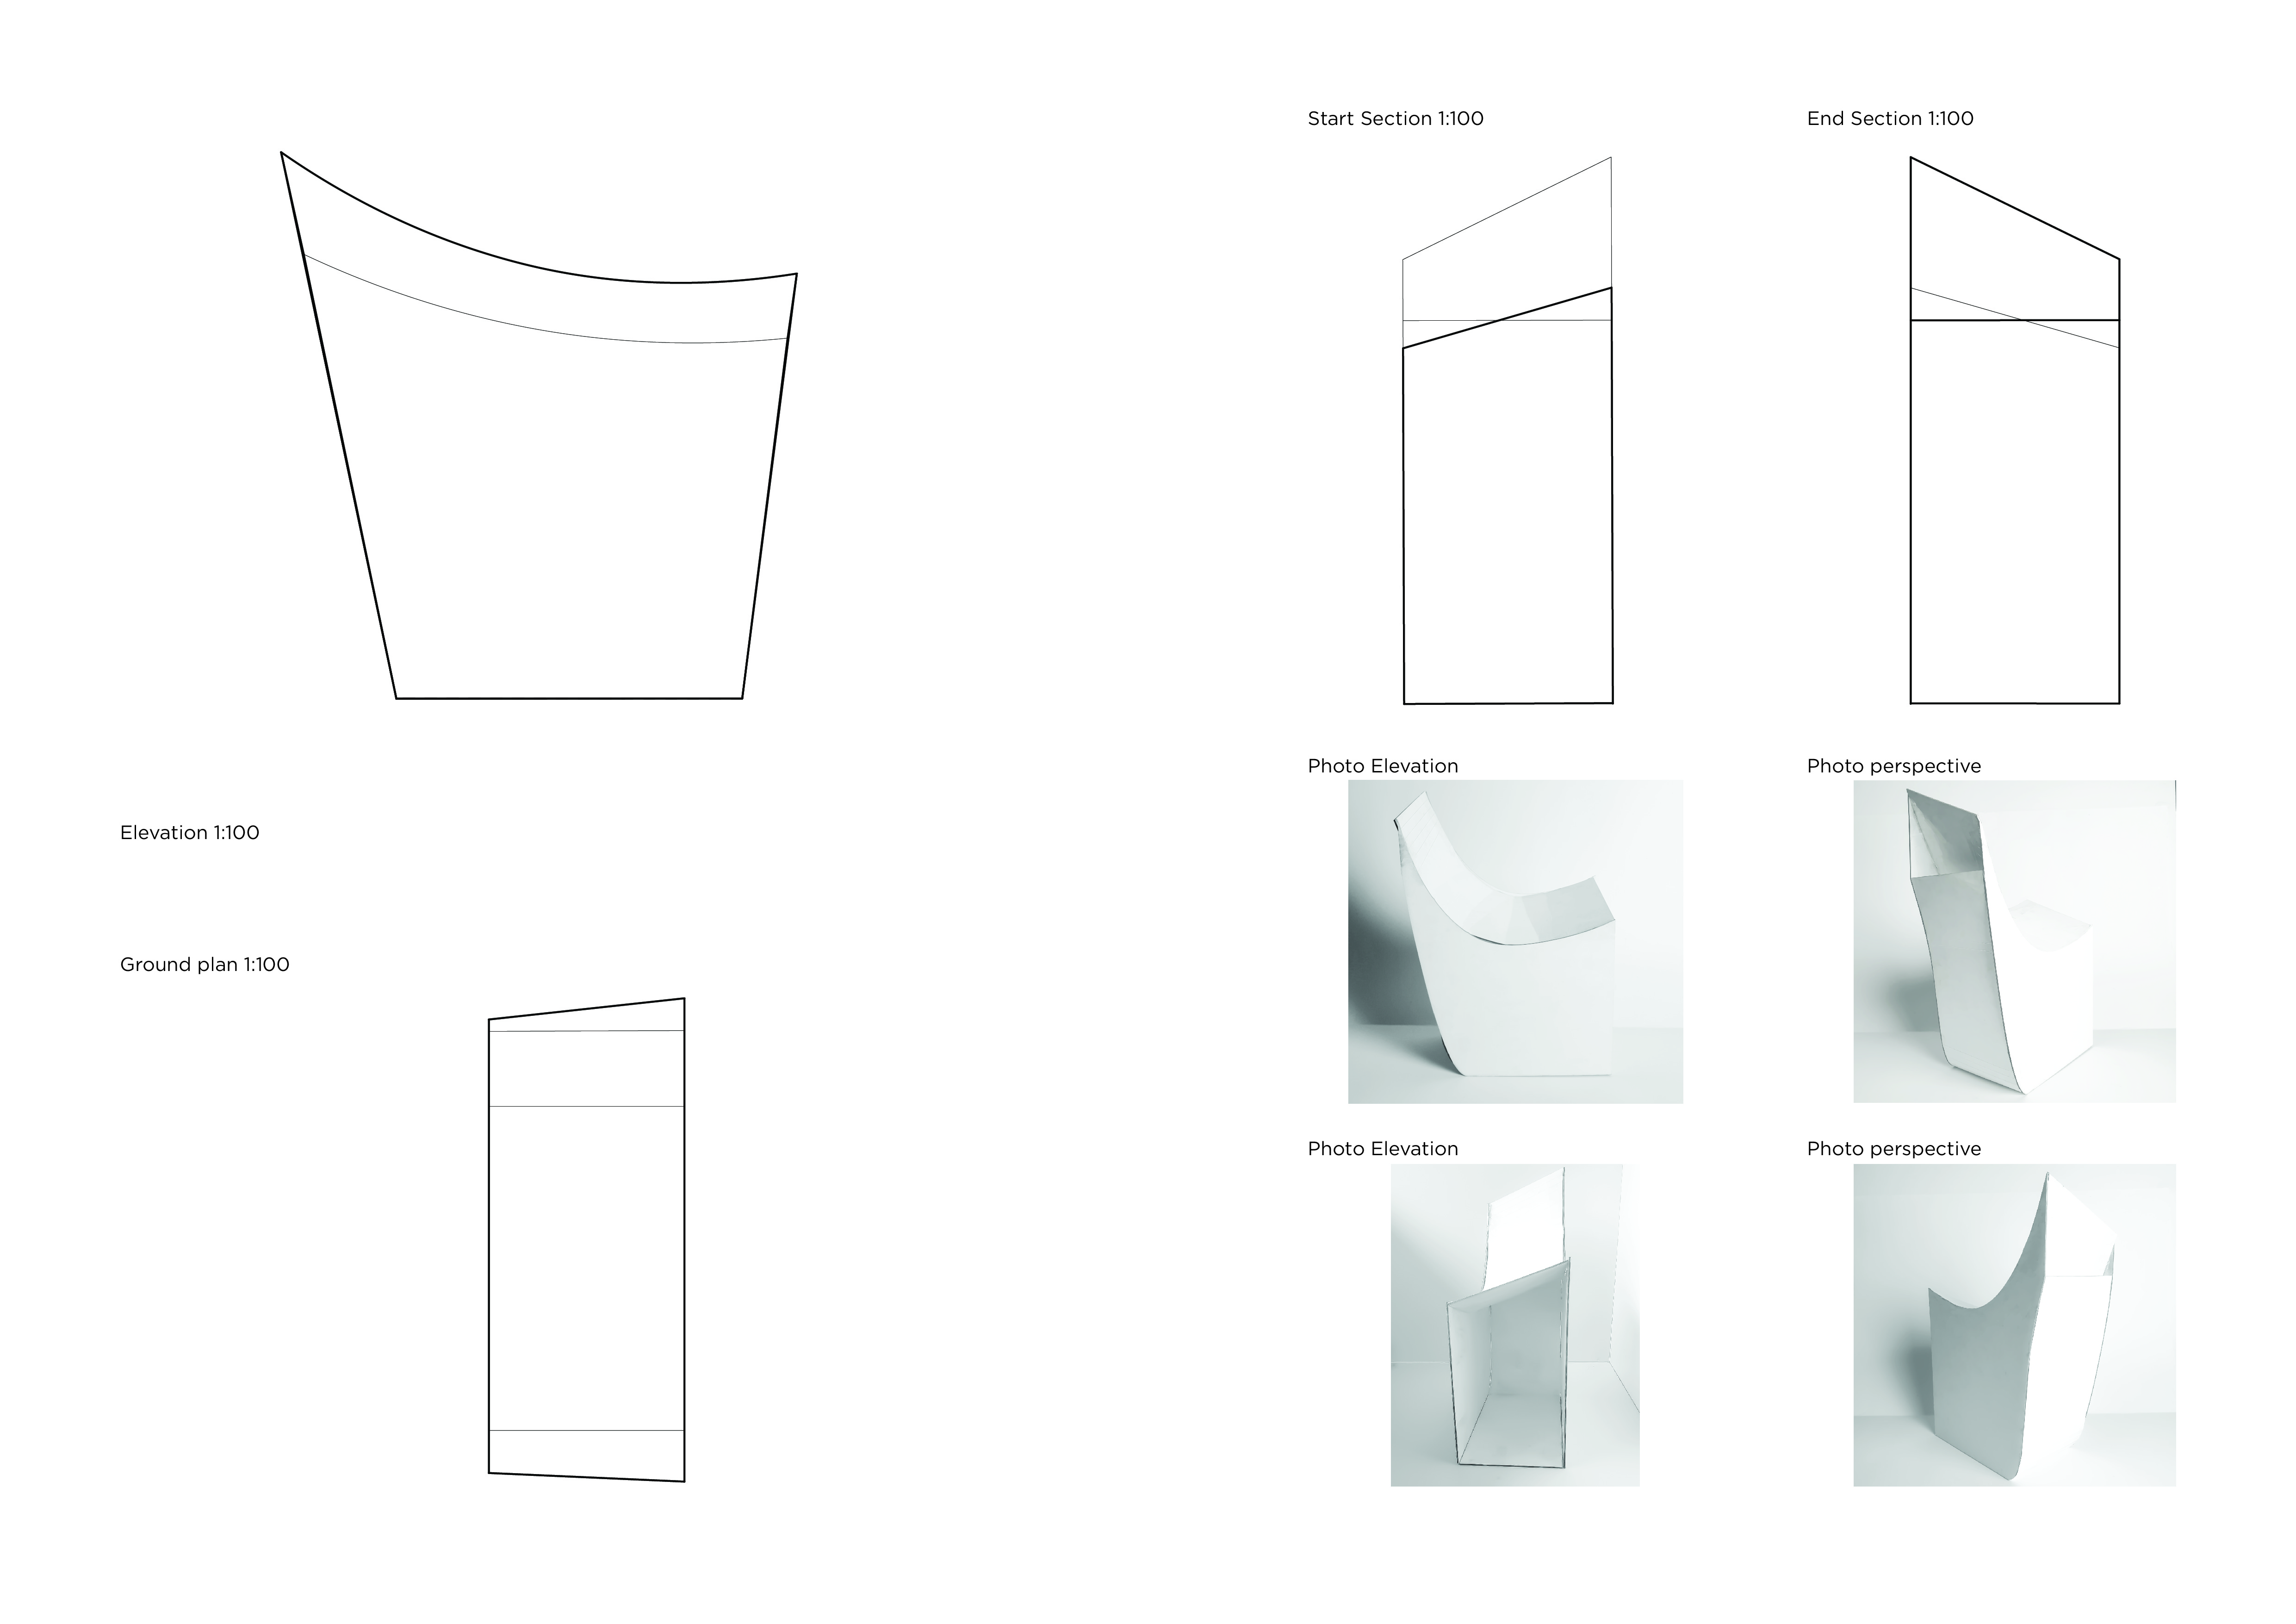 Start Section 1:100
End Section 1:100
Photo Elevation
Photo perspective
Elevation 1:100
Ground plan 1:100
Photo Elevation
Photo perspective